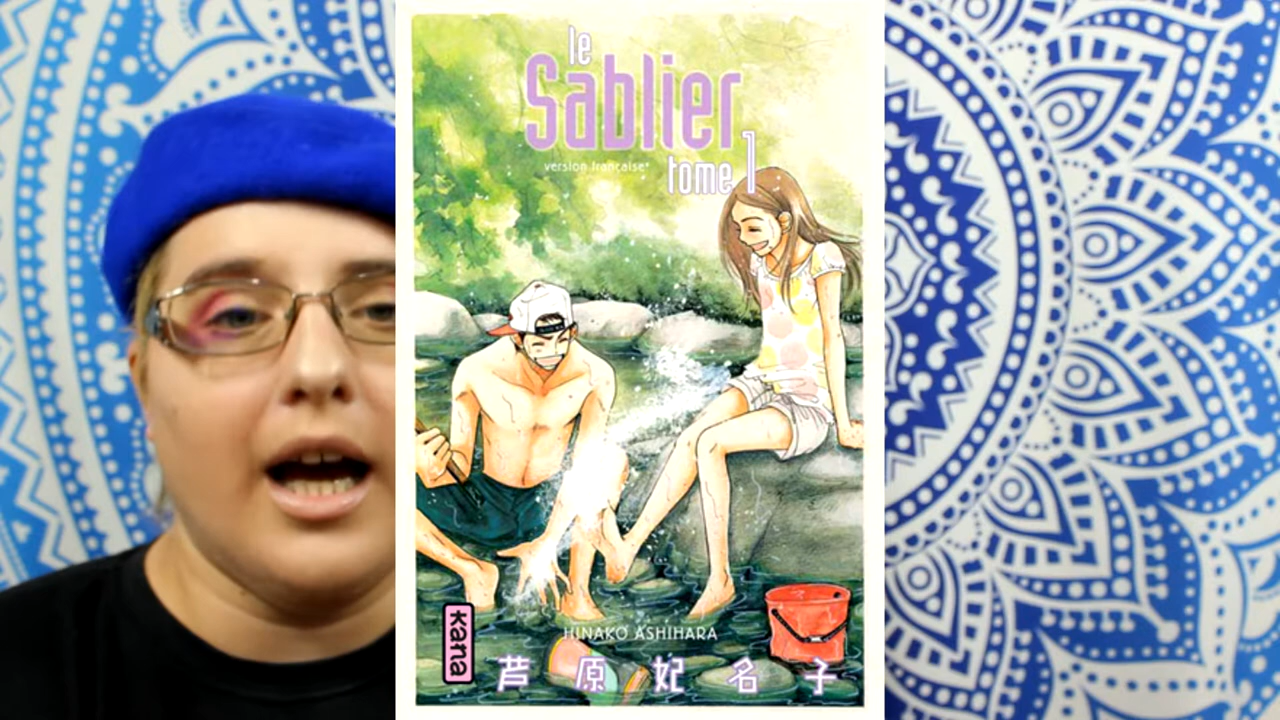 le
Sablier
version française*
tome 1
kana
HINAKO ASHIHARA
芦原妃名子